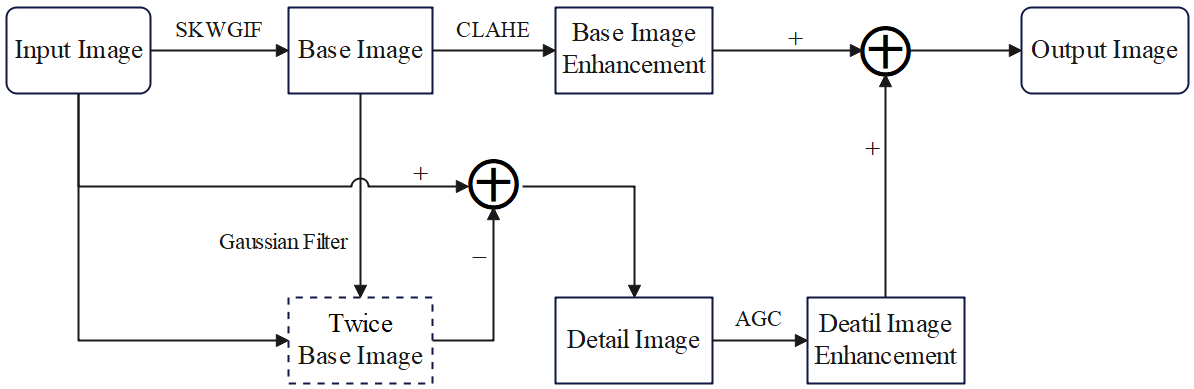 Input Image
SKWGIF
Base Image
CLAHE
Base Image
Enhancement
+
Output Image
+
+
Gaussian Filter
−
Twice
Base Image
Detail Image
AGC
Deatil Image
Enhancement